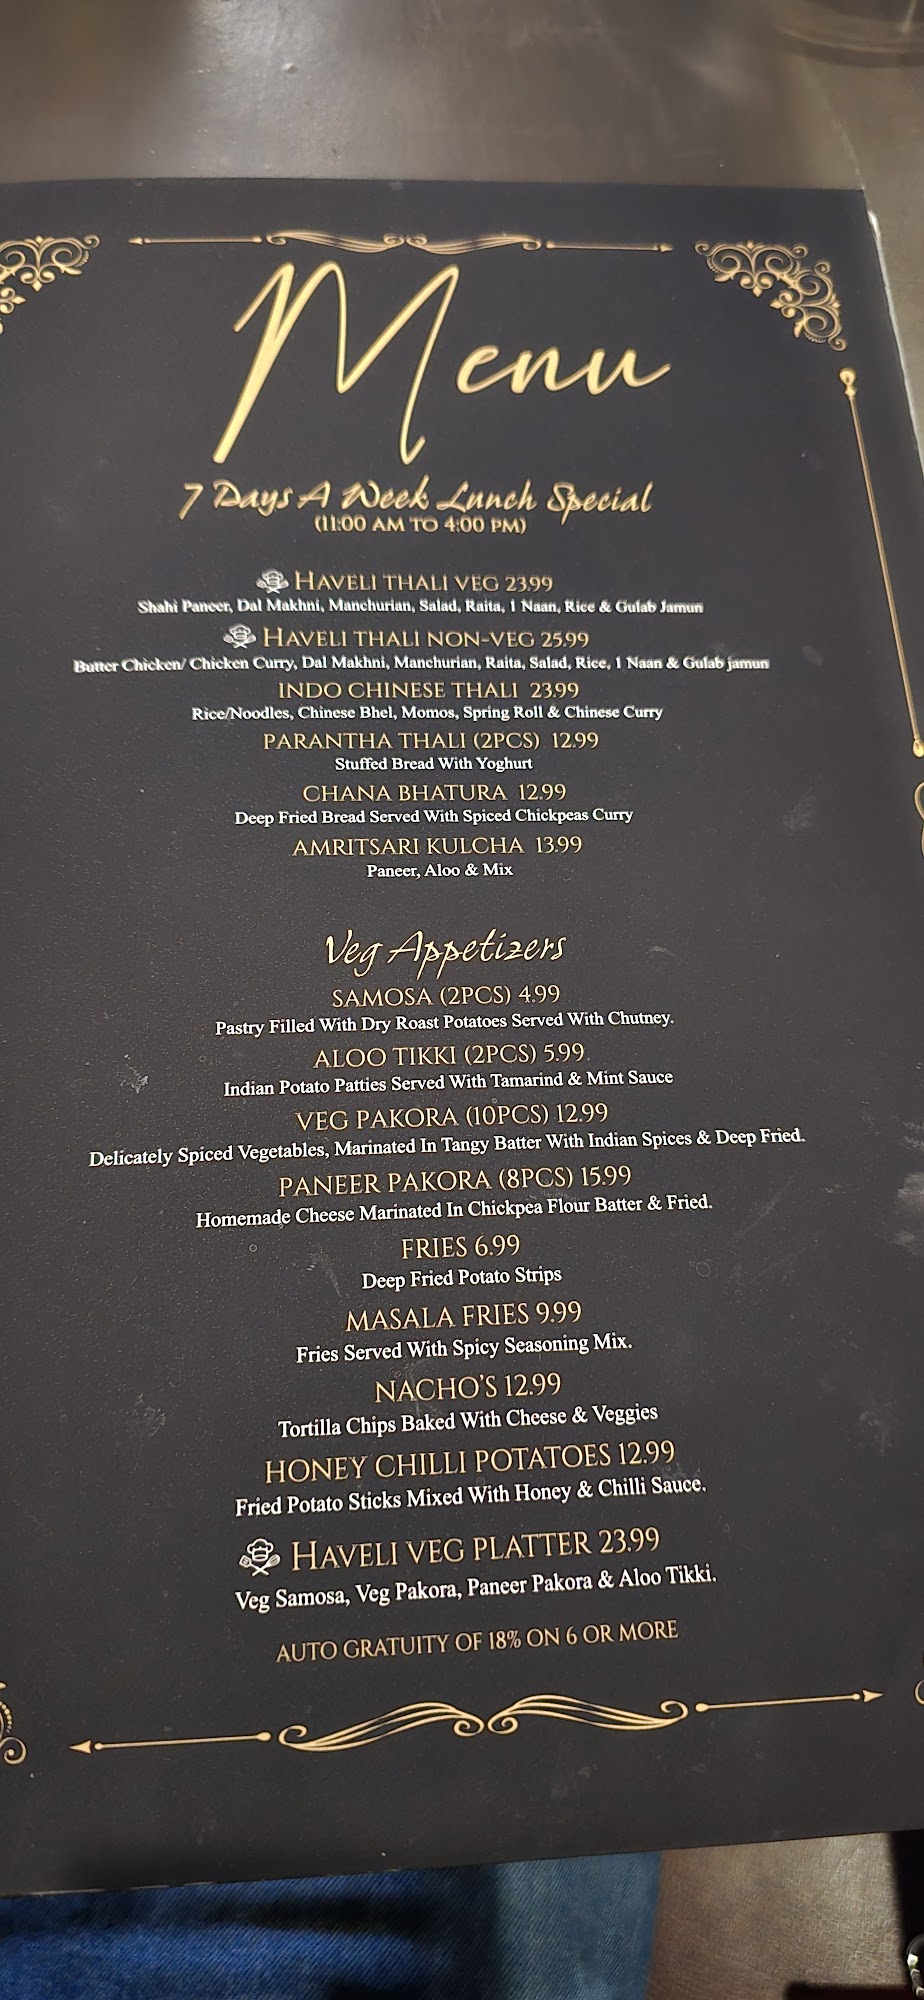 Menu
7 Days A Week Lunch Special
(11:00 AM TO 4:00 PM)
HAVELI THALI VEG 23.99
Shahi Paneer, Dal Makhni, Manchurian, Salad, Raita, 1 Naan, Rice & Gulab Jamun
HAVELI THALI NON-VEG 25.99
Butter Chicken/ Chicken Curry, Dal Makhni, Manchurian, Raita, Salad, Rice, 1 Naan & Gulab jamun
INDO CHINESE THALI 23.99
Rice/Noodles, Chinese Bhel, Momos, Spring Roll & Chinese Curry
PARANTHA THALI (2PCS) 12.99
Stuffed Bread With Yoghurt
CHANA BHATURA 12.99
Deep Fried Bread Served With Spiced Chickpeas Curry
AMRITSARI KULCHA 13.99
Paneer, Aloo & Mix
Veg Appetizers
SAMOSA (2PCS) 4.99
Pastry Filled With Dry Roast Potatoes Served With Chutney.
ALOO TIKKI (2PCS) 5.99
Indian Potato Patties Served With Tamarind & Mint Sauce
VEG PAKORA (10PCS) 12.99
Delicately Spiced Vegetables, Marinated In Tangy Batter With Indian Spices & Deep Fried.
PANEER PAKORA (8PCS) 15.99
Homemade Cheese Marinated In Chickpea Flour Batter & Fried.
FRIES 6.99
Deep Fried Potato Strips
MASALA FRIES 9.99
Fries Served With Spicy Seasoning Mix.
NACHO'S 12.99
Tortilla Chips Baked With Cheese & Veggies
HONEY CHILLI POTATOES 12.99
Fried Potato Sticks Mixed With Honey & Chilli Sauce.
HAVELI VEG PLATTER 23.99
Veg Samosa, Veg Pakora, Paneer Pakora & Aloo Tikki.
AUTO GRATUITY OF 18% ON 6 OR MORE